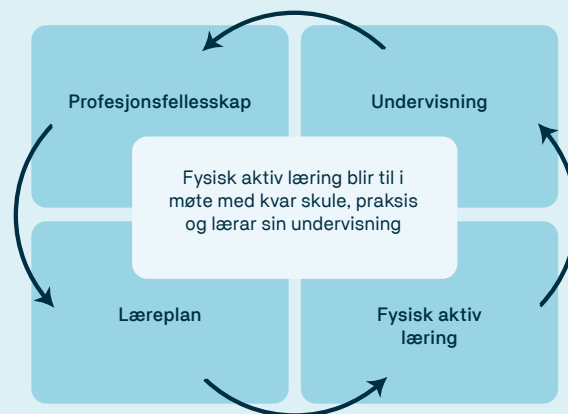 Profesjonsfellesskap
Undervisning
Fysisk aktiv læring blir til i
møte med kvar skule, praksis
og lærar sin undervisning
Læreplan
Fysisk aktiv
læring